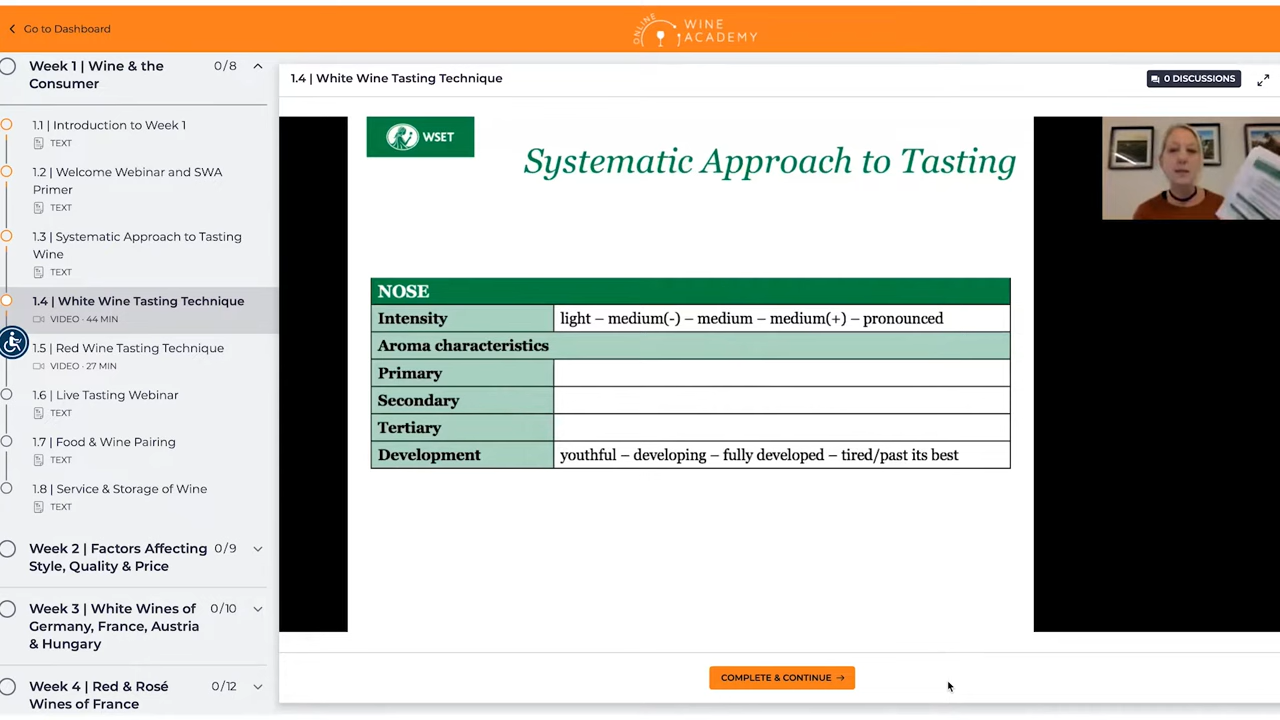 Go to Dashboard
ONLINE WINE ACADEMY
Week 1 | Wine & the Consumer
0/8
1.1 | Introduction to Week 1
TEXT
1.2 | Welcome Webinar and SWA Primer
TEXT
1.3 | Systematic Approach to Tasting Wine
TEXT
1.4 | White Wine Tasting Technique
VIDEO · 44 MIN
1.5 | Red Wine Tasting Technique
VIDEO · 27 MIN
1.6 | Live Tasting Webinar
TEXT
1.7 | Food & Wine Pairing
TEXT
1.8 | Service & Storage of Wine
TEXT
Week 2 | Factors Affecting Style, Quality & Price
0/9
Week 3 | White Wines of Germany, France, Austria & Hungary
0/10
Week 4 | Red & Rosé Wines of France
0/12
1.4 | White Wine Tasting Technique
0 DISCUSSIONS
WSET
Systematic Approach to Tasting
NOSE
Intensity light – medium(-) – medium – medium(+) – pronounced
Aroma characteristics
Primary
Secondary
Tertiary
Development youthful – developing – fully developed – tired/past its best
COMPLETE & CONTINUE →